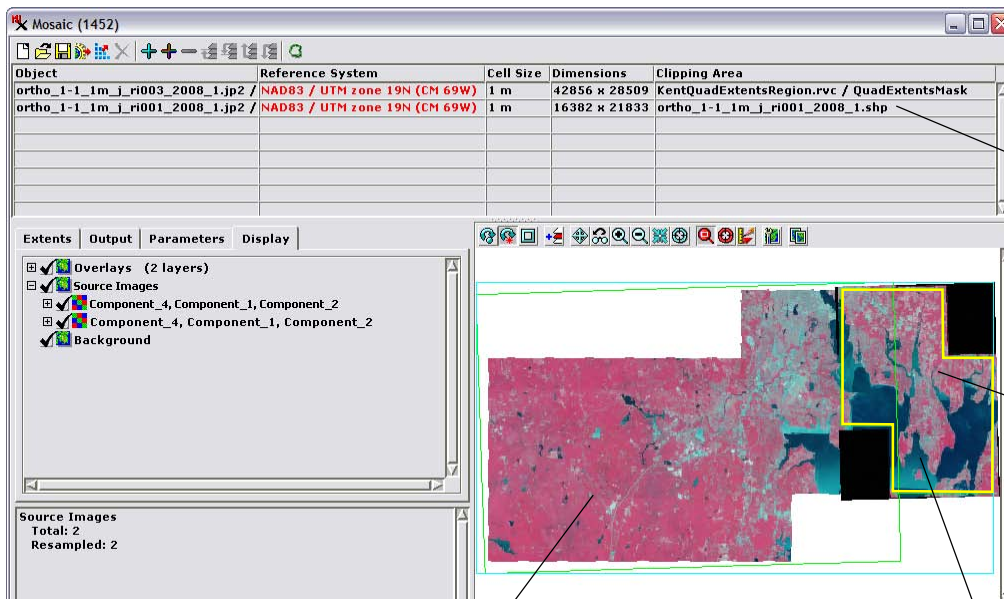 Mosaic (1452)
Object Reference System Cell Size Dimensions Clipping Area
ortho_1-1_1m_j_ri003_2008_1.jp2 / NAD83 / UTM zone 19N (CM 69W) 1 m 42856 x 28509 KentQuadExtentsRegion.rvc / QuadExtentsMask
ortho_1-1_1m_j_ri001_2008_1.jp2 / NAD83 / UTM zone 19N (CM 69W) 1 m 16382 x 21833 ortho_1-1_1m_j_ri001_2008_1.shp
Extents Output Parameters Display
Overlays (2 layers)
Source Images
Component_4, Component_1, Component_2
Component_4, Component_1, Component_2
Background
Source Images
Total: 2
Resampled: 2